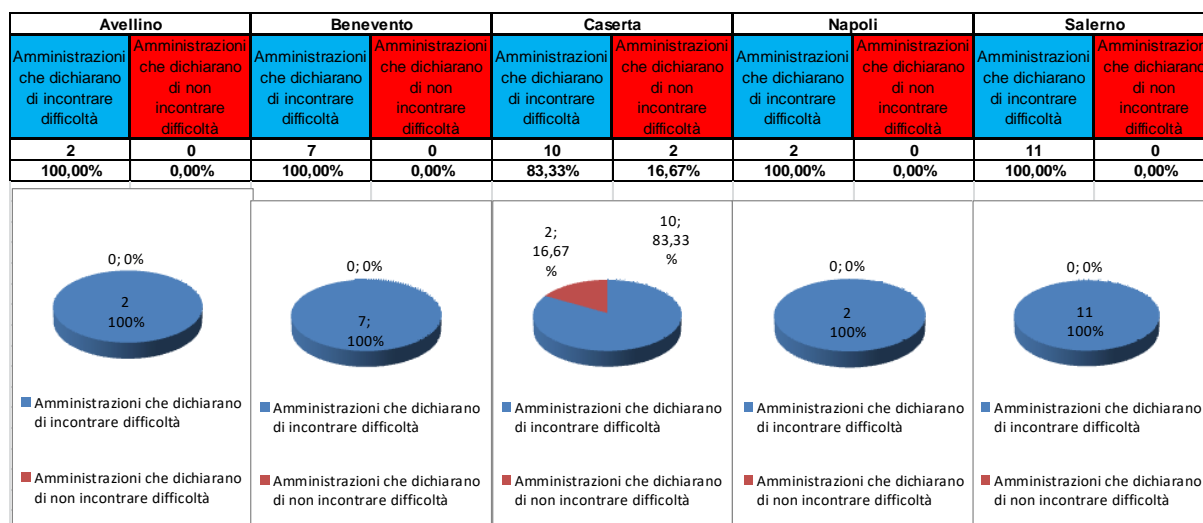 Avellino
Benevento
Caserta
Napoli
Salerno
Amministrazioni
che dichiarano
di incontrare
difficoltà
Amministrazioni
che dichiarano
di non
incontrare
difficoltà
Amministrazioni
che dichiarano
di incontrare
difficoltà
Amministrazioni
che dichiarano
di non
incontrare
difficoltà
Amministrazioni
che dichiarano
di incontrare
difficoltà
Amministrazioni
che dichiarano
di non
incontrare
difficoltà
Amministrazioni
che dichiarano
di incontrare
difficoltà
Amministrazioni
che dichiarano
di non
incontrare
difficoltà
Amministrazioni
che dichiarano
di incontrare
difficoltà
Amministrazioni
che dichiarano
di non
incontrare
difficoltà
2 0 7 0 10 2 2 0 11 0
100,00% 0,00% 100,00% 0,00% 83,33% 16,67% 100,00% 0,00% 100,00% 0,00%
0; 0%
2
100%
Amministrazioni che dichiarano
di incontrare difficoltà
Amministrazioni che dichiarano
di non incontrare difficoltà
0; 0%
7;
100%
Amministrazioni che dichiarano
di incontrare difficoltà
Amministrazioni che dichiarano
di non incontrare difficoltà
2;
16,67
%
10;
83,33
%
Amministrazioni che dichiarano
di incontrare difficoltà
Amministrazioni che dichiarano
di non incontrare difficoltà
0; 0%
2
100%
Amministrazioni che dichiarano
di incontrare difficoltà
Amministrazioni che dichiarano
di non incontrare difficoltà
0; 0%
11
100%
Amministrazioni che dichiarano
di incontrare difficoltà
Amministrazioni che dichiarano
di non incontrare difficoltà